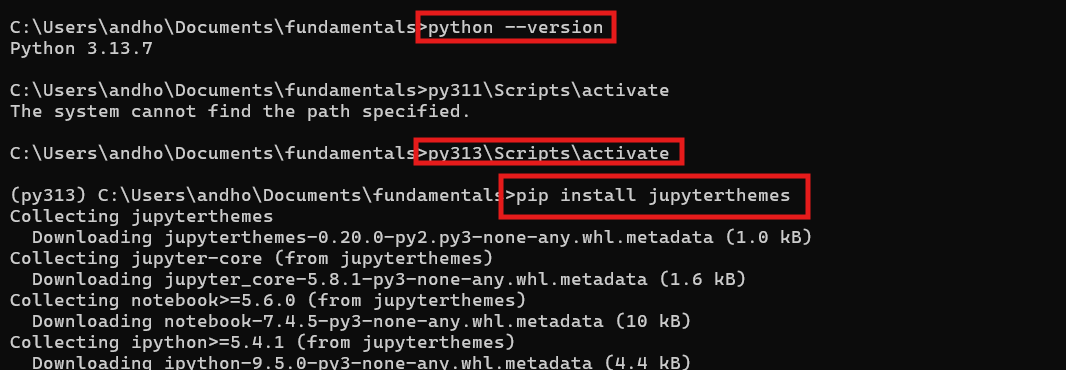 C:\Users\andho\Documents\fundamentals>python --version
Python 3.13.7
C:\Users\andho\Documents\fundamentals>py311\Scripts\activate
The system cannot find the path specified.
C:\Users\andho\Documents\fundamentals>py313\Scripts\activate
(py313) C:\Users\andho\Documents\fundamentals>pip install jupyterthemes
Collecting jupyterthemes
  Downloading jupyterthemes-0.20.0-py2.py3-none-any.whl.metadata (1.0 kB)
Collecting jupyter-core (from jupyterthemes)
  Downloading jupyter_core-5.8.1-py3-none-any.whl.metadata (1.6 kB)
Collecting notebook>=5.6.0 (from jupyterthemes)
  Downloading notebook-7.4.5-py3-none-any.whl.metadata (10 kB)
Collecting ipython>=5.4.1 (from jupyterthemes)
  Downloading ipython-9.5.0-py3-none-any.whl.metadata (4.4 kB)